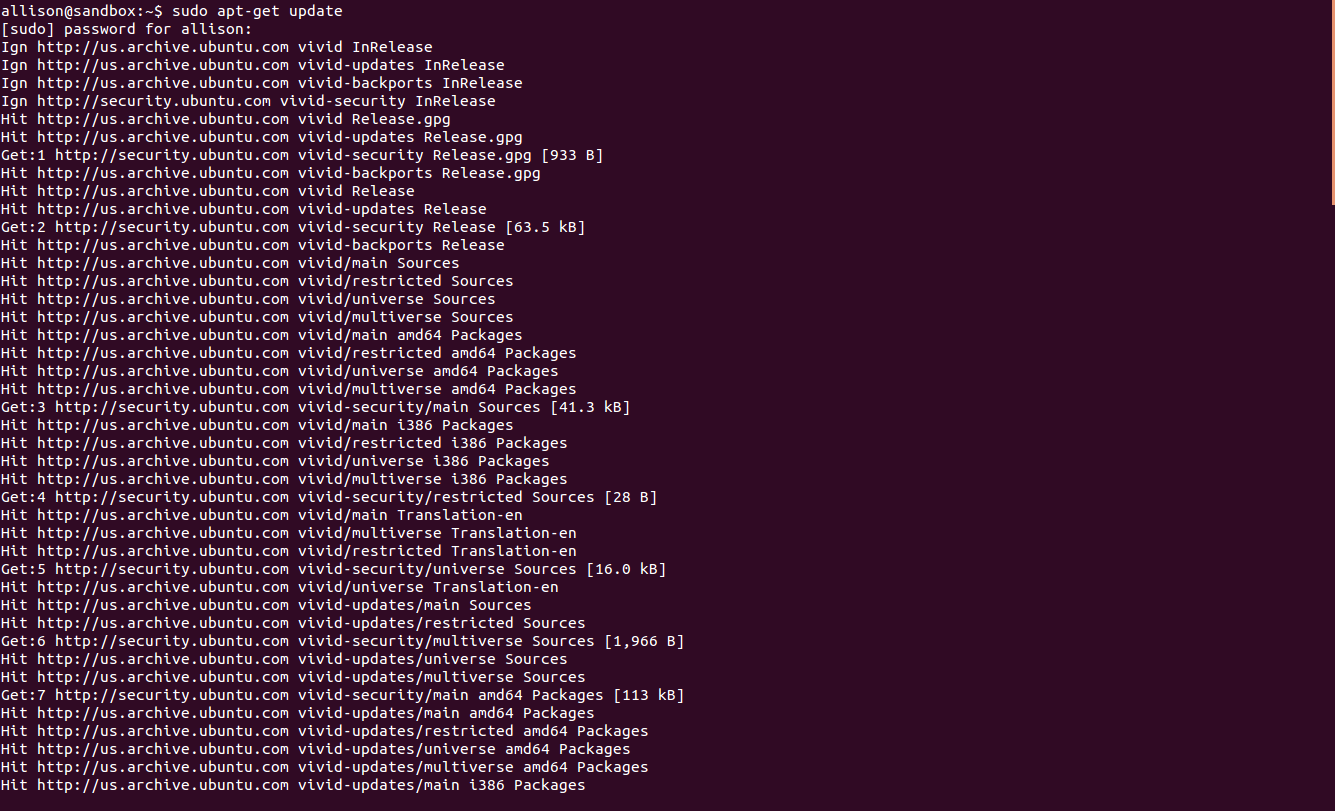 allison@sandbox:~$ sudo apt-get update
[sudo] password for allison:
Ign http://us.archive.ubuntu.com vivid InRelease
Ign http://us.archive.ubuntu.com vivid-updates InRelease
Ign http://us.archive.ubuntu.com vivid-backports InRelease
Ign http://security.ubuntu.com vivid-security InRelease
Hit http://us.archive.ubuntu.com vivid Release.gpg
Hit http://us.archive.ubuntu.com vivid-updates Release.gpg
Get:1 http://security.ubuntu.com vivid-security Release.gpg [933 B]
Hit http://us.archive.ubuntu.com vivid-backports Release.gpg
Hit http://us.archive.ubuntu.com vivid Release
Hit http://us.archive.ubuntu.com vivid-updates Release
Get:2 http://security.ubuntu.com vivid-security Release [63.5 kB]
Hit http://us.archive.ubuntu.com vivid-backports Release
Hit http://us.archive.ubuntu.com vivid/main Sources
Hit http://us.archive.ubuntu.com vivid/restricted Sources
Hit http://us.archive.ubuntu.com vivid/universe Sources
Hit http://us.archive.ubuntu.com vivid/multiverse Sources
Hit http://us.archive.ubuntu.com vivid/main amd64 Packages
Hit http://us.archive.ubuntu.com vivid/restricted amd64 Packages
Hit http://us.archive.ubuntu.com vivid/universe amd64 Packages
Hit http://us.archive.ubuntu.com vivid/multiverse amd64 Packages
Get:3 http://security.ubuntu.com vivid-security/main Sources [41.3 kB]
Hit http://us.archive.ubuntu.com vivid/main i386 Packages
Hit http://us.archive.ubuntu.com vivid/restricted i386 Packages
Hit http://us.archive.ubuntu.com vivid/universe i386 Packages
Hit http://us.archive.ubuntu.com vivid/multiverse i386 Packages
Get:4 http://security.ubuntu.com vivid-security/restricted Sources [28 B]
Hit http://us.archive.ubuntu.com vivid/main Translation-en
Hit http://us.archive.ubuntu.com vivid/multiverse Translation-en
Hit http://us.archive.ubuntu.com vivid/restricted Translation-en
Get:5 http://security.ubuntu.com vivid-security/universe Sources [16.0 kB]
Hit http://us.archive.ubuntu.com vivid/universe Translation-en
Hit http://us.archive.ubuntu.com vivid-updates/main Sources
Hit http://us.archive.ubuntu.com vivid-updates/restricted Sources
Get:6 http://security.ubuntu.com vivid-security/multiverse Sources [1,966 B]
Hit http://us.archive.ubuntu.com vivid-updates/universe Sources
Hit http://us.archive.ubuntu.com vivid-updates/multiverse Sources
Get:7 http://security.ubuntu.com vivid-security/main amd64 Packages [113 kB]
Hit http://us.archive.ubuntu.com vivid-updates/main amd64 Packages
Hit http://us.archive.ubuntu.com vivid-updates/restricted amd64 Packages
Hit http://us.archive.ubuntu.com vivid-updates/universe amd64 Packages
Hit http://us.archive.ubuntu.com vivid-updates/multiverse amd64 Packages
Hit http://us.archive.ubuntu.com vivid-updates/main i386 Packages